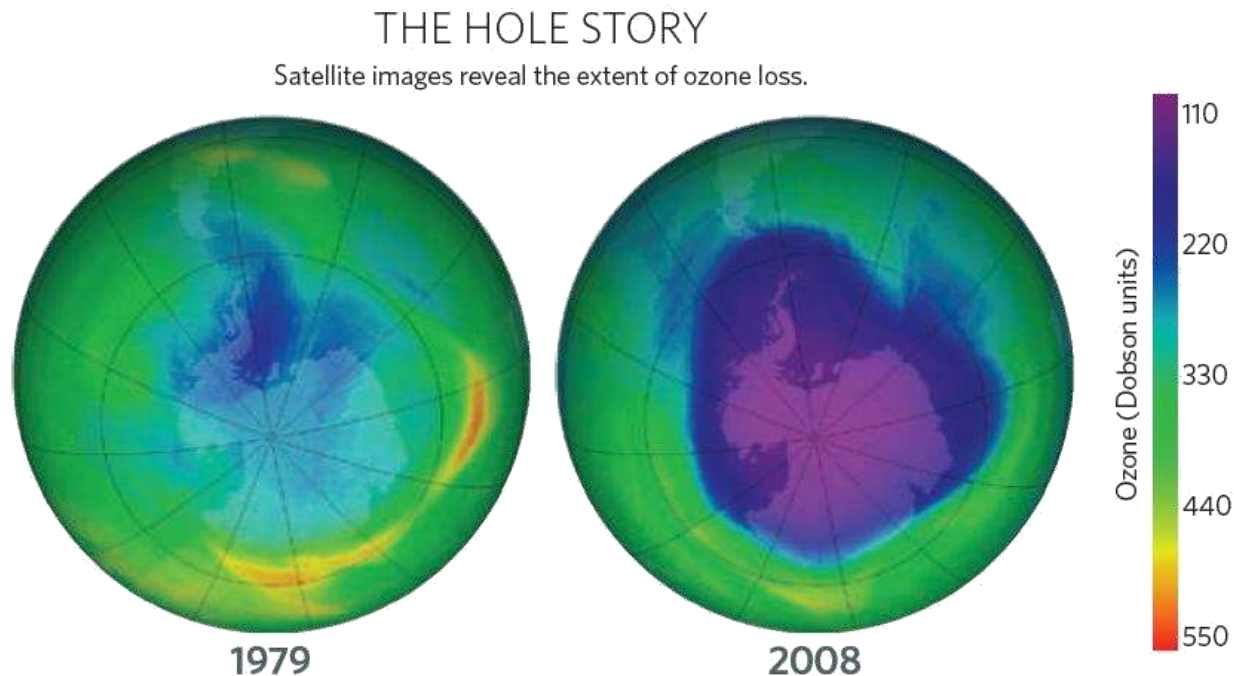 THE HOLE STORY
Satellite images reveal the extent of ozone loss.
110
220
330
440
550
Ozone (Dobson units)
1979
2008